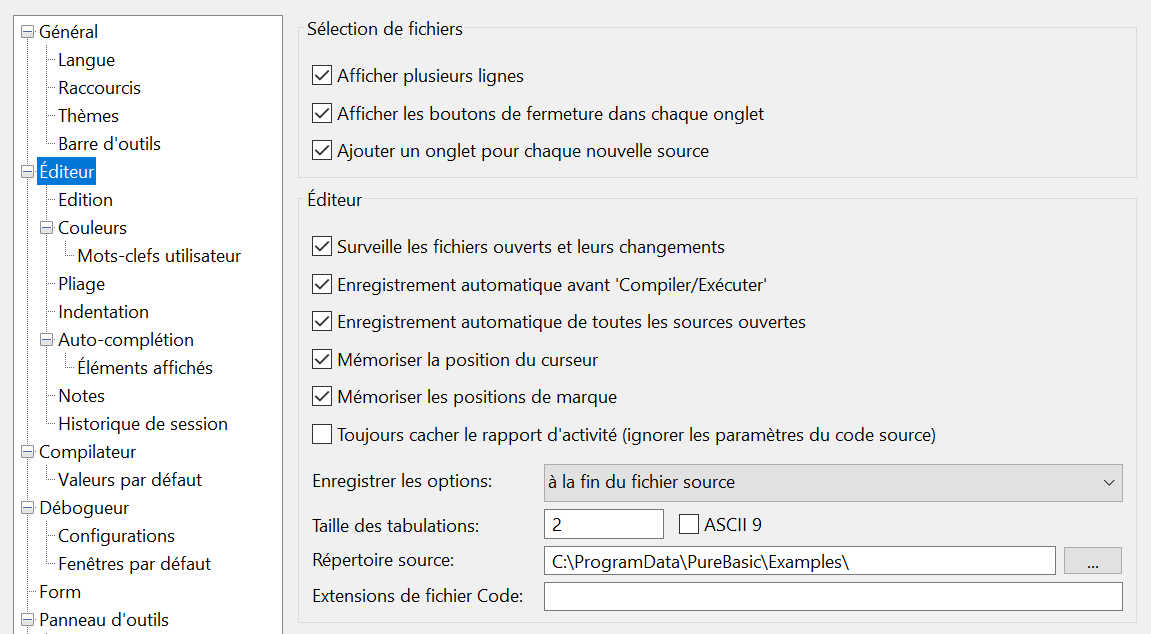 Général
Langue
Raccourcis
Thèmes
Barre d'outils
Éditeur
Edition
Couleurs
Mots-clefs utilisateur
Pliage
Indentation
Auto-complétion
Éléments affichés
Notes
Historique de session
Compilateur
Valeurs par défaut
Débogueur
Configurations
Fenêtres par défaut
Form
Panneau d'outils
Sélection de fichiers
Afficher plusieurs lignes
Afficher les boutons de fermeture dans chaque onglet
Ajouter un onglet pour chaque nouvelle source
Éditeur
Surveille les fichiers ouverts et leurs changements
Enregistrement automatique avant 'Compiler/Exécuter'
Enregistrement automatique de toutes les sources ouvertes
Mémoriser la position du curseur
Mémoriser les positions de marque
Toujours cacher le rapport d'activité (ignorer les paramètres du code source)
Enregistrer les options: à la fin du fichier source
Taille des tabulations: 2 ASCII 9
Répertoire source: C:\ProgramData\PureBasic\Examples\ ...
Extensions de fichier Code: